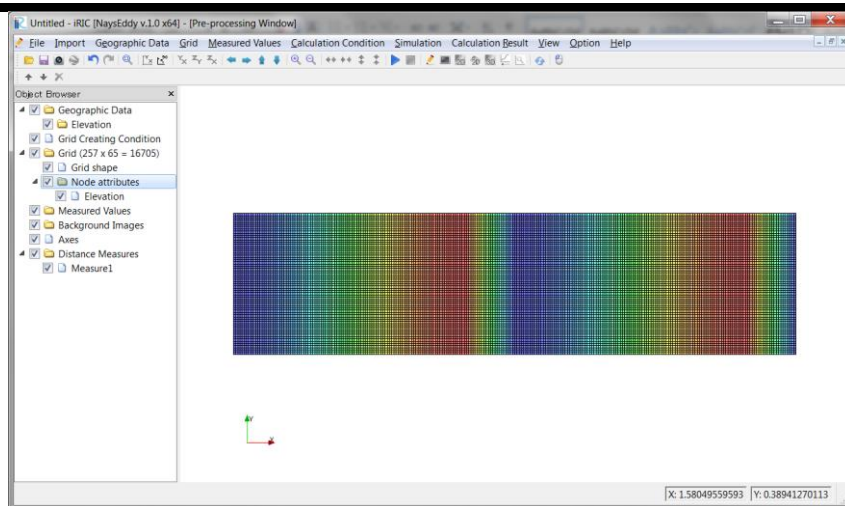 Untitled - iRIC [NaysEddy v.1.0 x64] - [Pre-processing Window]
File Import Geographic Data Grid Measured Values Calculation Condition Simulation Calculation Result View Option Help
Object Browser
Geographic Data
Elevation
Grid Creating Condition
Grid (257 x 65 = 16705)
Grid shape
Node attributes
Elevation
Measured Values
Background Images
Axes
Distance Measures
Measure1
Y
X
X: 1.58049559593 Y: 0.38941270113